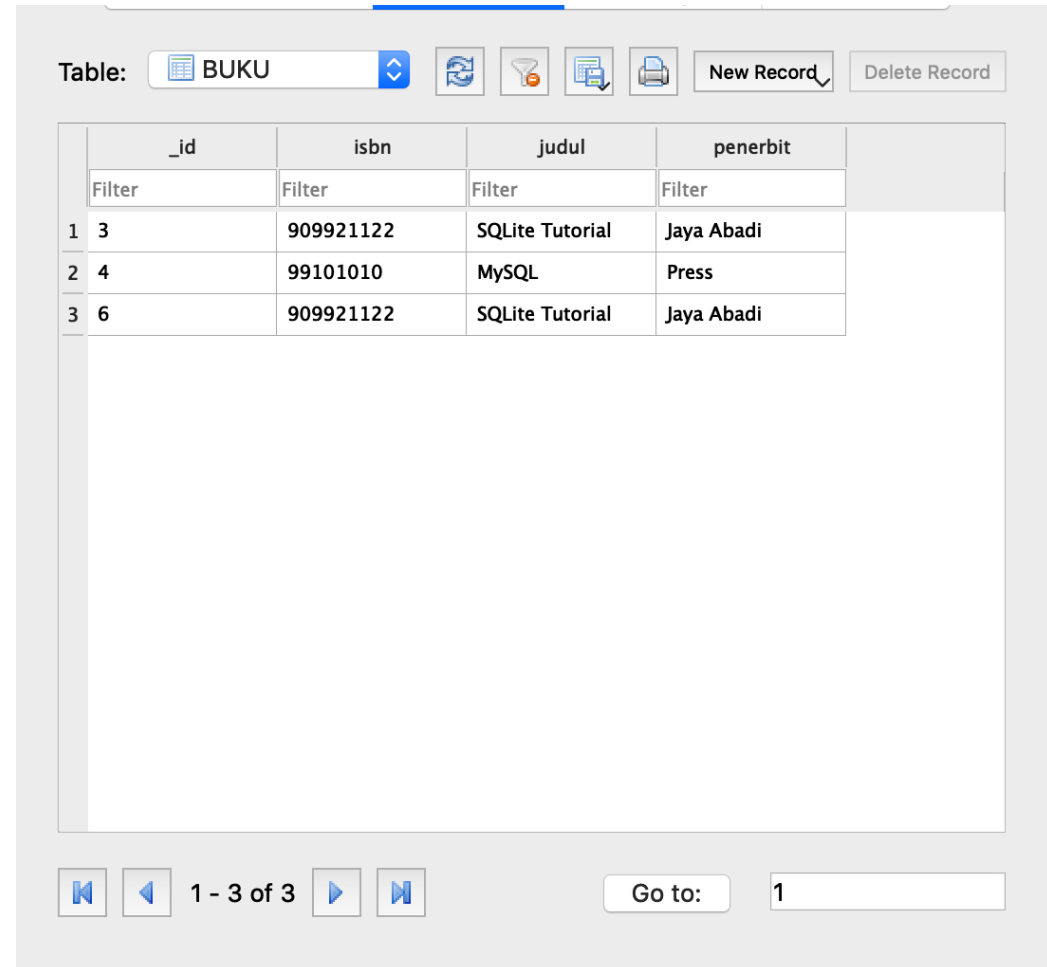 Table: BUKU New Record Delete Record
_id isbn judul penerbit
Filter Filter Filter Filter
1 3 909921122 SQLite Tutorial Jaya Abadi
2 4 99101010 MySQL Press
3 6 909921122 SQLite Tutorial Jaya Abadi
1 - 3 of 3 Go to: 1